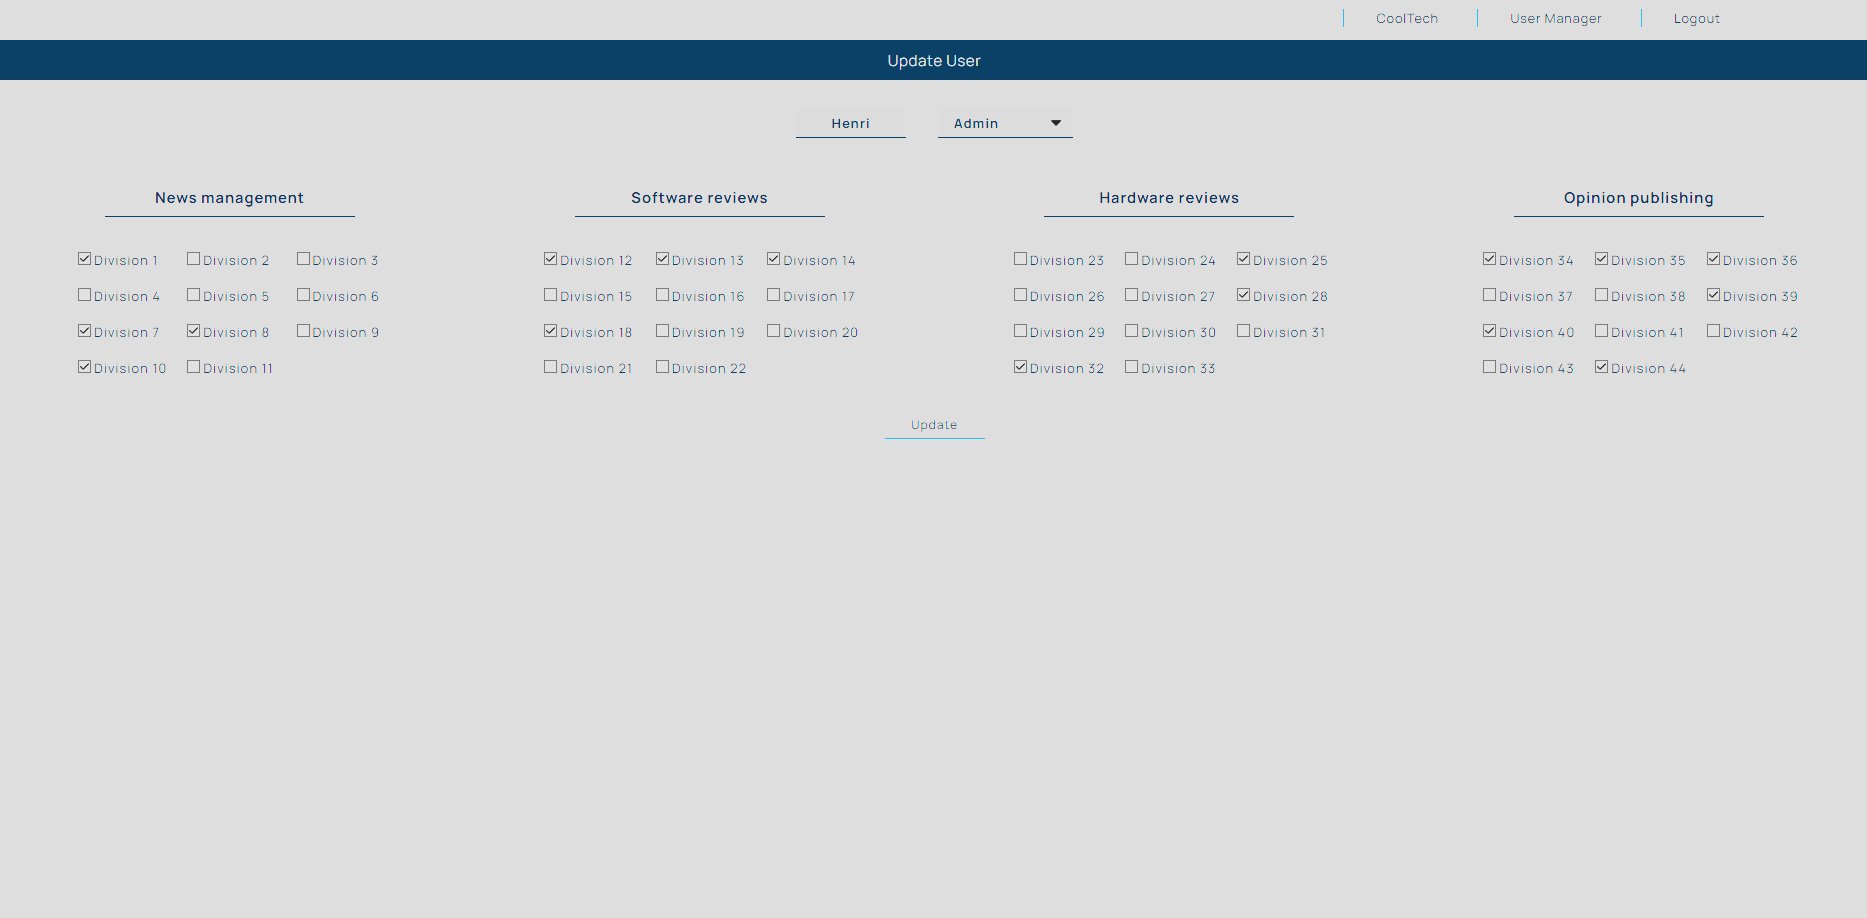 CoolTech User Manager Logout
Update User
Henri Admin
News management Software reviews Hardware reviews Opinion publishing
Division 1 Division 2 Division 3 Division 12 Division 13 Division 14 Division 23 Division 24 Division 25 Division 34 Division 35 Division 36
Division 4 Division 5 Division 6 Division 15 Division 16 Division 17 Division 26 Division 27 Division 28 Division 37 Division 38 Division 39
Division 7 Division 8 Division 9 Division 18 Division 19 Division 20 Division 29 Division 30 Division 31 Division 40 Division 41 Division 42
Division 10 Division 11 Division 21 Division 22 Division 32 Division 33 Division 43 Division 44
Update